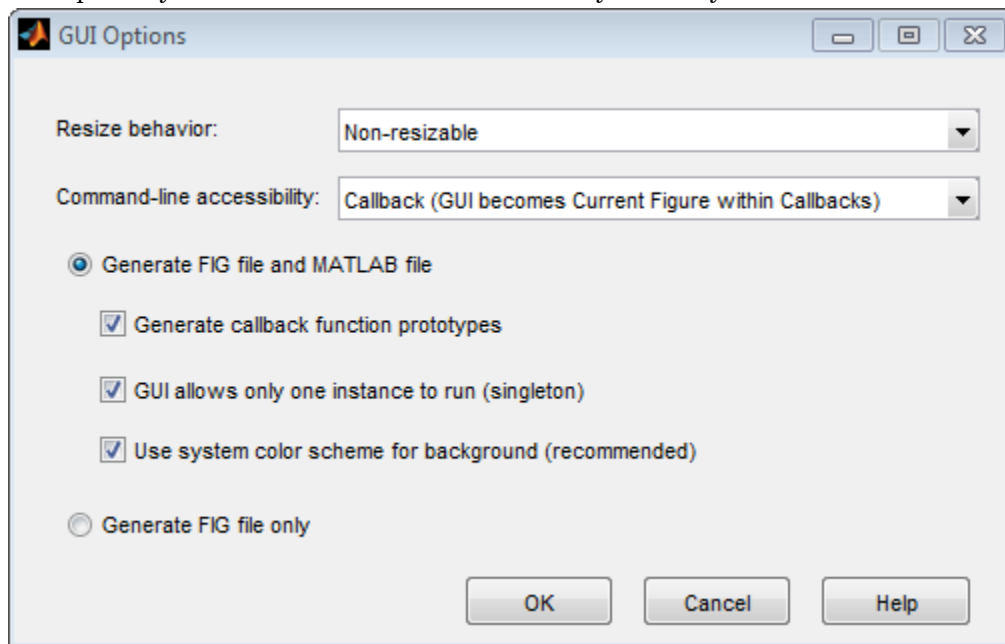 GUI Options
Resize behavior:
Non-resizable
Command-line accessibility:
Callback (GUI becomes Current Figure within Callbacks)
Generate FIG file and MATLAB file
Generate callback function prototypes
GUI allows only one instance to run (singleton)
Use system color scheme for background (recommended)
Generate FIG file only
OK
Cancel
Help